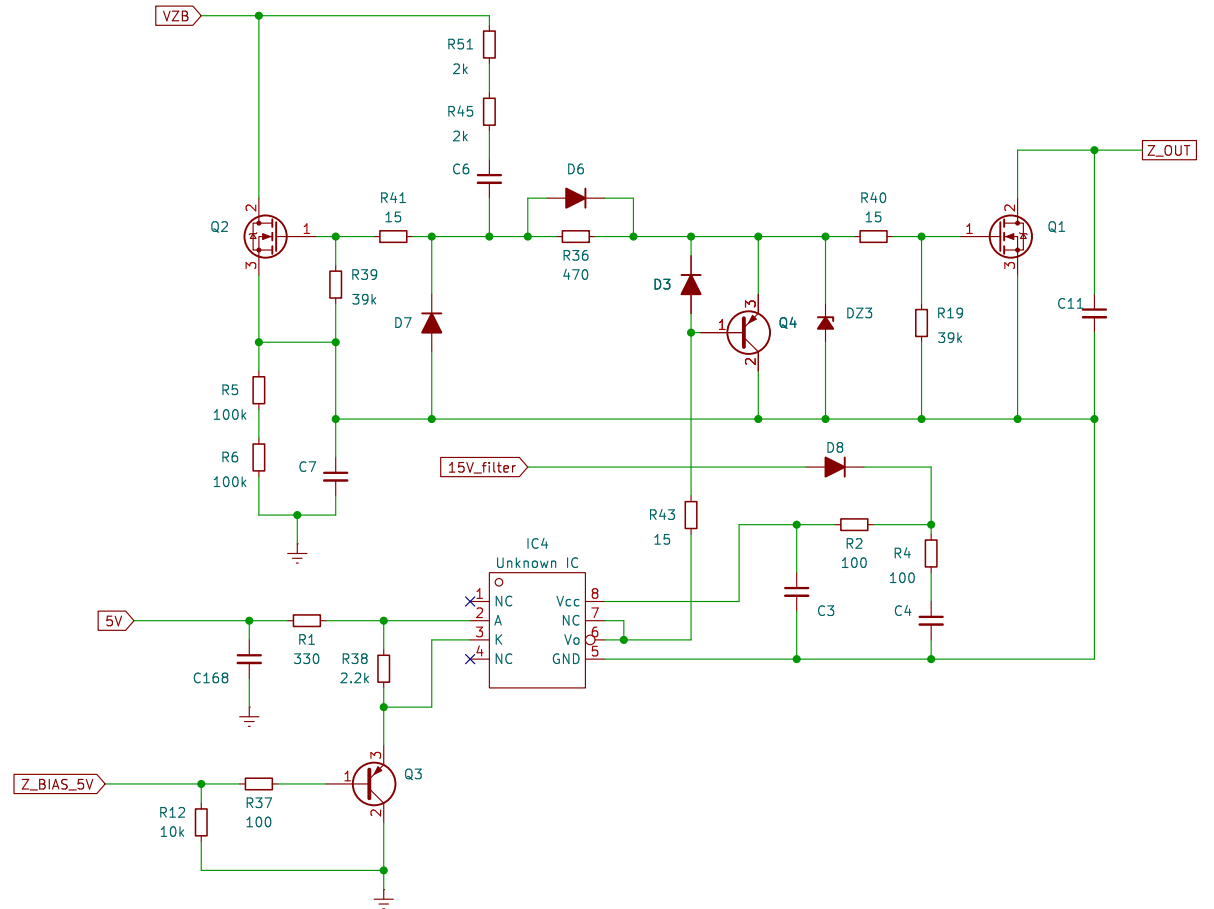 VZB
R51
2k
R45
2k
C6
D6
Z_OUT
R41
15
R40
15
2
Q2
1
3
R36
470
2
1
Q1
3
R39
39k
D3
D7
3
1
Q4
2
DZ3
C11
R19
39k
R5
100k
R6
100k
C7
15V_filter
D8
R43
15
R2
100
R4
100
IC4
Unknown IC
C3
C4
1
NC
Vcc
8
2
A
NC
7
3
K
Vo
6
4
NC
GND
5
5V
R1
330
R38
2.2k
C168
Z_BIAS_5V
R37
100
R12
10k
3
1
Q3
2